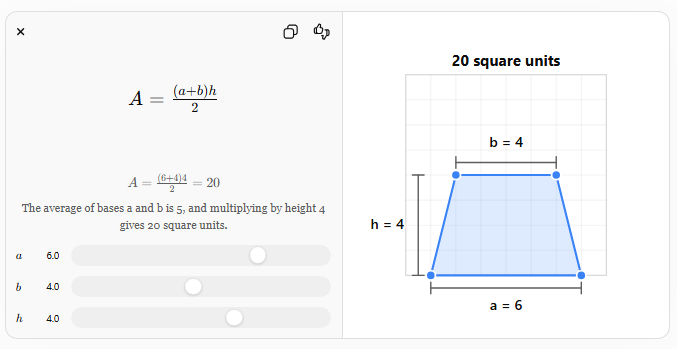 A = (a+b)h / 2
A = (6+4)4 / 2 = 20
The average of bases a and b is 5, and multiplying by height 4
gives 20 square units.
a 6.0
b 4.0
h 4.0
20 square units
b = 4
h = 4
a = 6